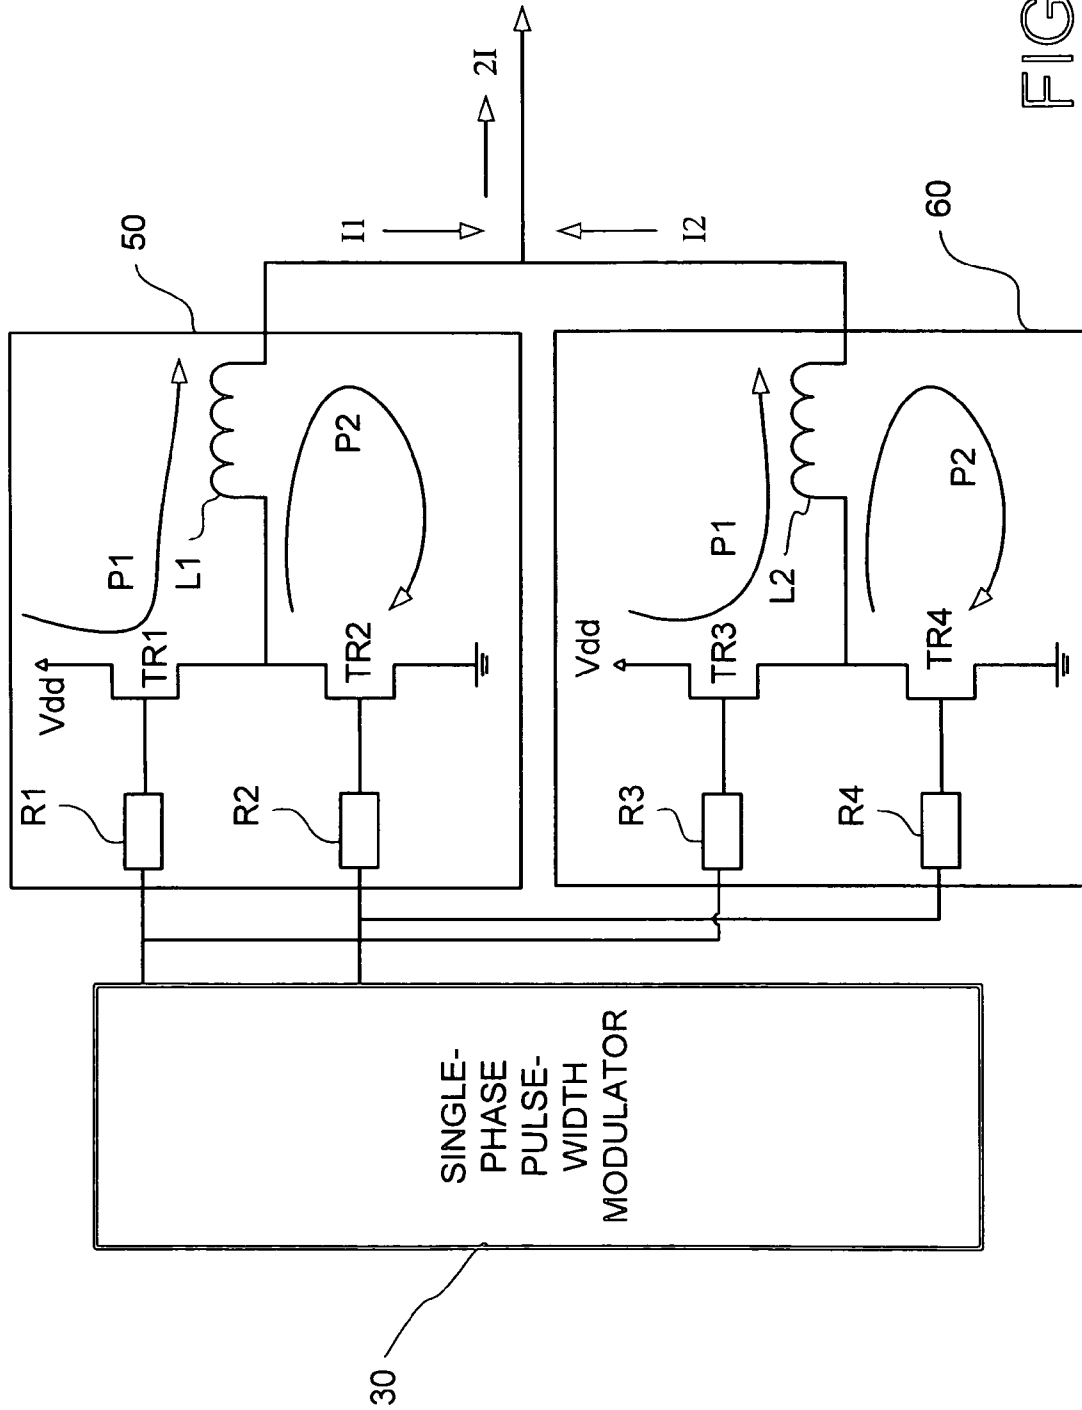 30
SINGLE-
PHASE
PULSE-
WIDTH
MODULATOR
R1
R2
R3
R4
Vdd
TR1
TR2
Vdd
TR3
TR4
P1
L1
P2
P1
L2
P2
50
60
I1
I2
2I
FIG